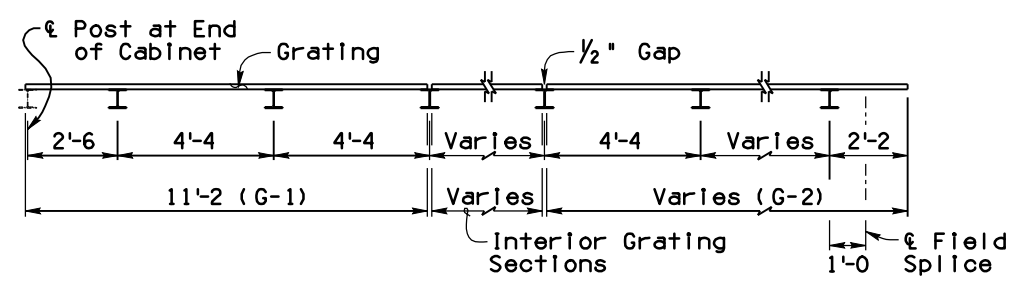 ℄ Post at End
of Cabinet
Grating
1/2" Gap
2'-6
4'-4
4'-4
Varies
4'-4
Varies
2'-2
11'-2 (G-1)
Varies
Varies (G-2)
Interior Grating
Sections
1'-0
℄ Field
Splice